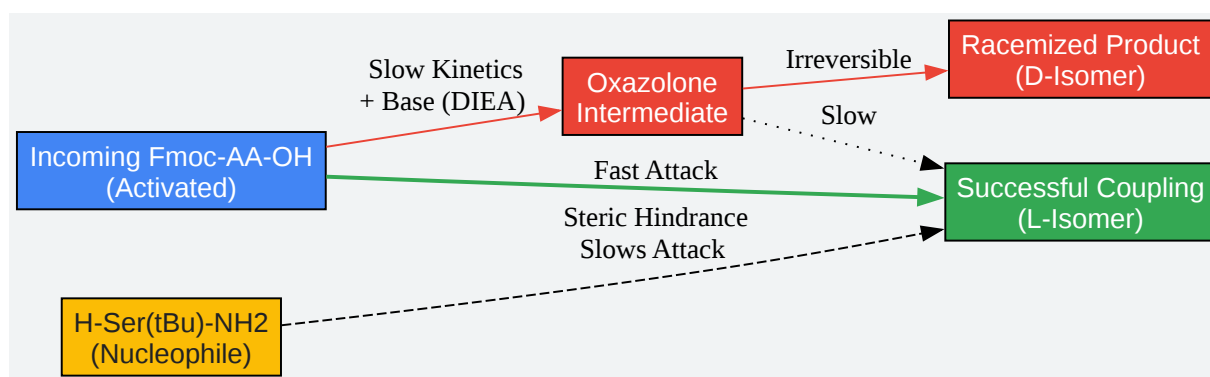 Slow Kinetics
+ Base (DIEA)
Oxazolone
Intermediate
Irreversible
Racemized Product
(D-Isomer)
Slow
Incoming Fmoc-AA-OH
(Activated)
Fast Attack
Successful Coupling
(L-Isomer)
Steric Hindrance
Slows Attack
H-Ser(tBu)-NH2
(Nucleophile)